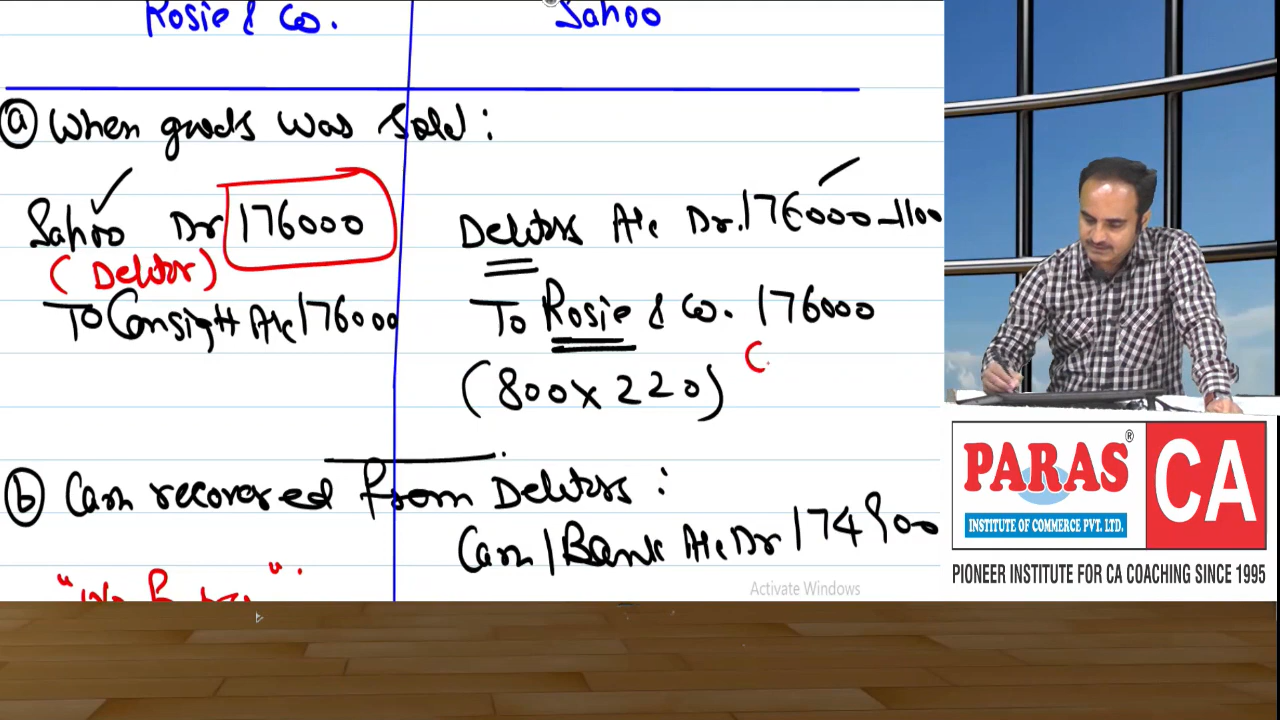 Rosie & Co.
Sahoo
(a) When goods was sold:
Sahoo Dr 176000
(Debtor)
To Consigtt A/c 176000
Debtors A/c Dr. 176000 - 1100
To Rosie & Co. 176000
(800 x 220)
(b) Cash recovered from Debtors:
Cash / Bank A/c Dr 174900
Activate Windows
PARAS®
INSTITUTE OF COMMERCE PVT. LTD.
CA
PIONEER INSTITUTE FOR CA COACHING SINCE 1995